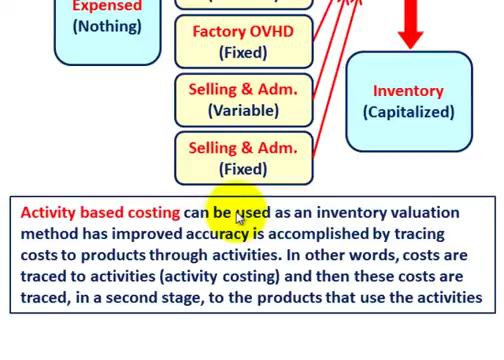 Expensed
(Nothing)
Factory OVHD
(Fixed)
Selling & Adm.
(Variable)
Selling & Adm.
(Fixed)
Inventory
(Capitalized)
Activity based costing can be used as an inventory valuation
method has improved accuracy is accomplished by tracing
costs to products through activities. In other words, costs are
traced to activities (activity costing) and then these costs are
traced, in a second stage, to the products that use the activities